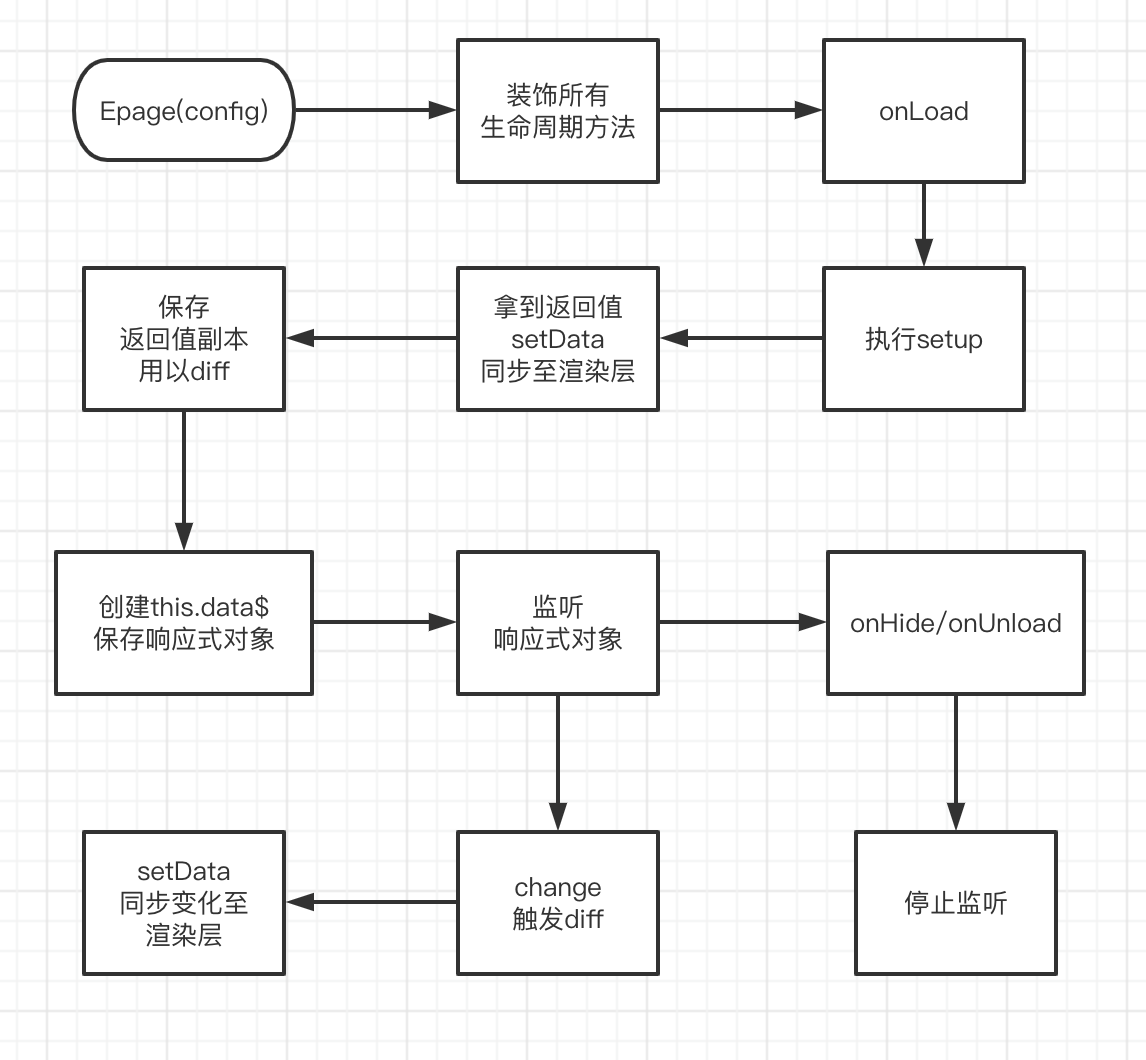 Epage(config)
装饰所有
生命周期方法
onLoad
执行setup
拿到返回值
setData
同步至渲染层
保存
返回值副本
用以diff
创建this.data$
保存响应式对象
监听
响应式对象
onHide/onUnload
change
触发diff
setData
同步变化至
渲染层
停止监听